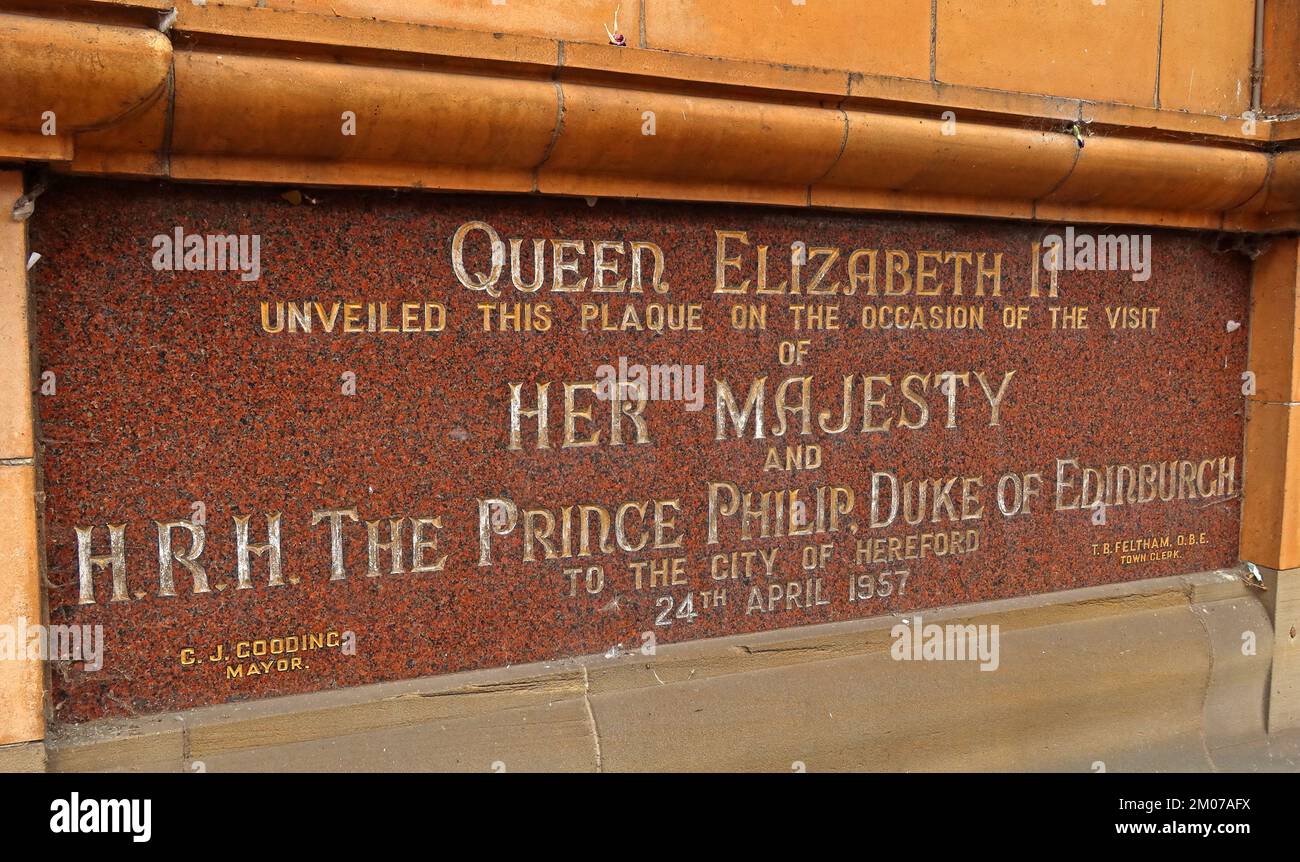 QUEEN ELIZABETH II
UNVEILED THIS PLAQUE ON THE OCCASION OF THE VISIT
OF
HER MAJESTY
AND
H.R.H. THE PRINCE PHILIP, DUKE OF EDINBURGH
TO THE CITY OF HEREFORD
24TH APRIL 1957
T. B. FELTHAM, O.B.E.
TOWN CLERK.
C. J. GOODING,
MAYOR.
alamy
Image ID: 2M07AFX
www.alamy.com